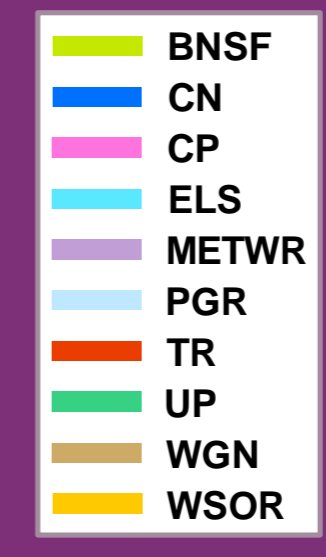 BNSF
CN
CP
ELS
METWR
PGR
TR
UP
WGN
WSOR